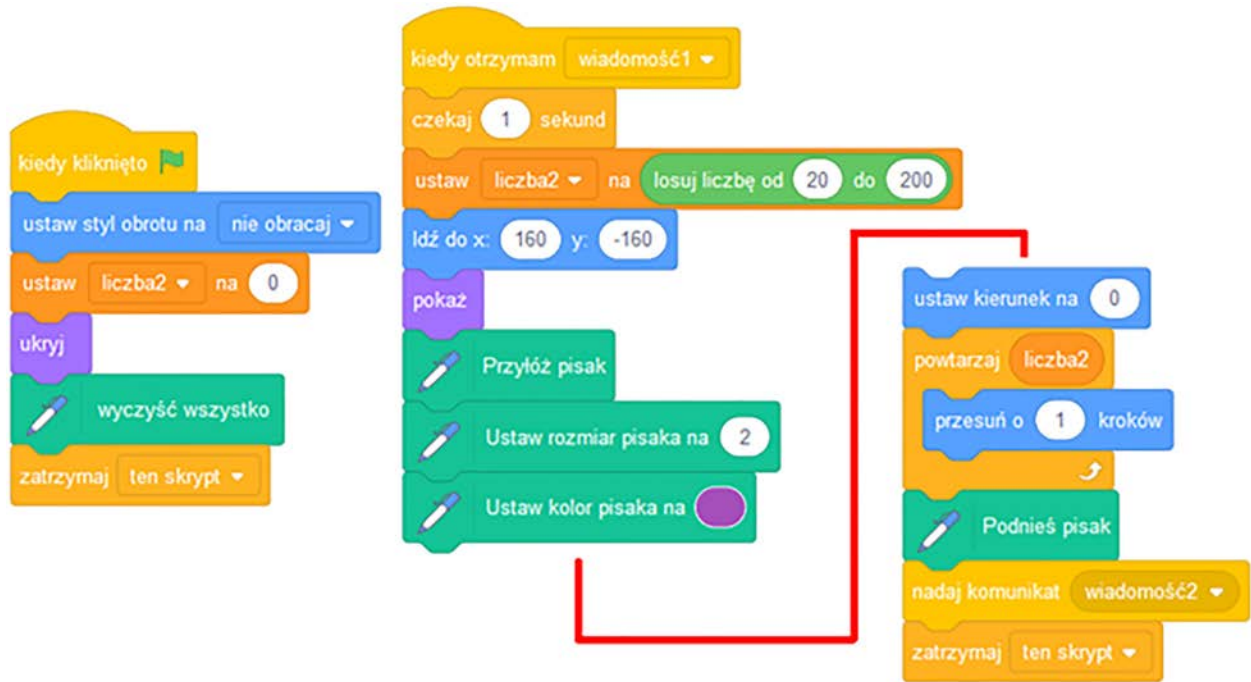 kiedy kliknięto
ustaw styl obrotu na nie obracaj
ustaw liczba2 na 0
ukryj
wyczyść wszystko
zatrzymaj ten skrypt
kiedy otrzymam wiadomość1
czekaj 1 sekund
ustaw liczba2 na losuj liczbę od 20 do 200
Idź do x: 160 y: -160
pokaż
Przyłóż pisak
Ustaw rozmiar pisaka na 2
Ustaw kolor pisaka na
ustaw kierunek na 0
powtarzaj liczba2
przesuń o 1 kroków
Podnieś pisak
nadaj komunikat wiadomość2
zatrzymaj ten skrypt